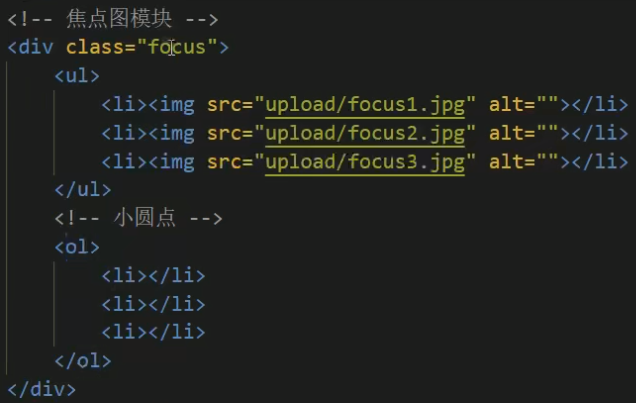 <!-- 焦点图模块 -->
<div class="focus">
    <ul>
        <li><img src="upload/focus1.jpg" alt=""></li>
        <li><img src="upload/focus2.jpg" alt=""></li>
        <li><img src="upload/focus3.jpg" alt=""></li>
    </ul>
    <!-- 小圆点 -->
    <ol>
        <li></li>
        <li></li>
        <li></li>
    </ol>
</div>